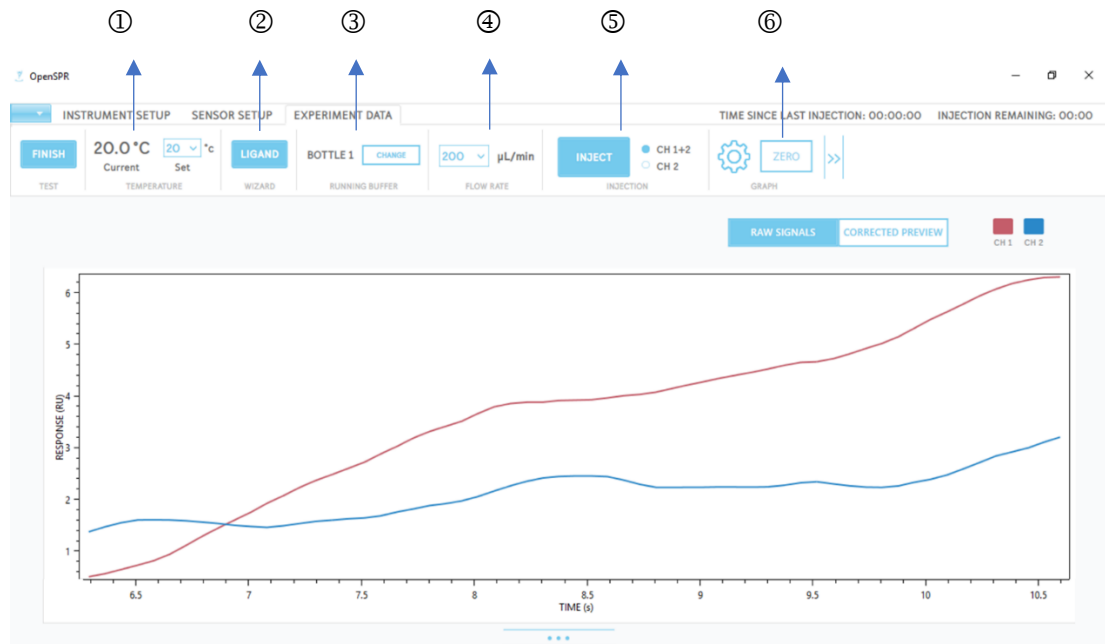 ① ② ③ ④ ⑤ ⑥
OpenSPR
INSTRUMENT SETUP SENSOR SETUP EXPERIMENT DATA TIME SINCE LAST INJECTION: 00:00:00 INJECTION REMAINING: 00:00
FINISH 20.0°C 20 °c LIGAND BOTTLE 1 CHANGE 200 µL/min INJECT CH 1+2 ZERO >>
Current Set CH 2
TEST TEMPERATURE WIZARD RUNNING BUFFER FLOW RATE INJECTION GRAPH
RAW SIGNALS CORRECTED PREVIEW
CH 1 CH 2
6
5
4
3
2
1
RESPONSE (RU)
6.5 7 7.5 8 8.5 9 9.5 10 10.5
TIME (s)